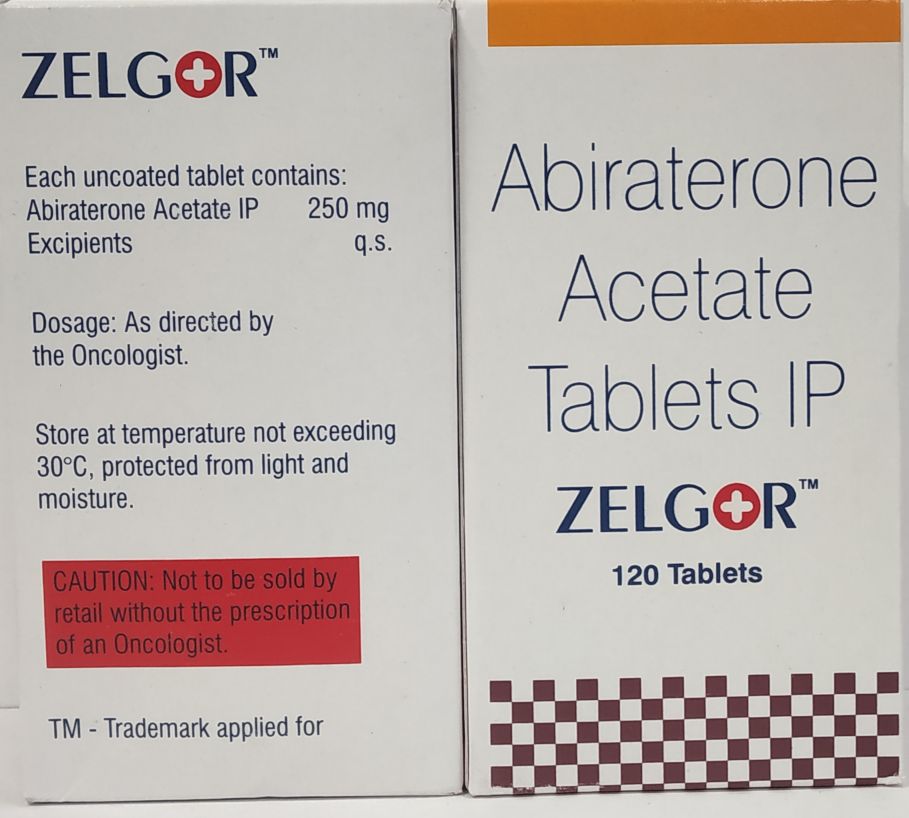 ZELGOR™
Each uncoated tablet contains:
Abiraterone Acetate IP 250 mg
Excipients q.s.
Dosage: As directed by
the Oncologist.
Store at temperature not exceeding
30°C, protected from light and
moisture.
CAUTION: Not to be sold by
retail without the prescription
of an Oncologist.
TM - Trademark applied for
Abiraterone
Acetate
Tablets IP
ZELGOR™
120 Tablets